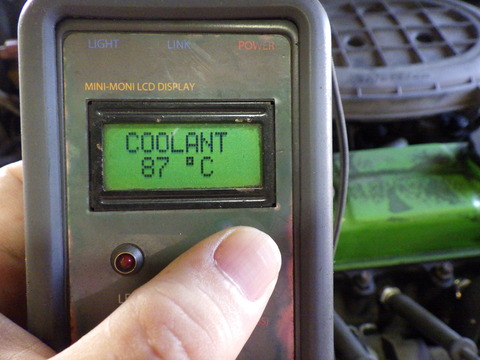 LIGHT LINK POWER
MINI-MONI LCD DISPLAY
COOLANT
87 °C